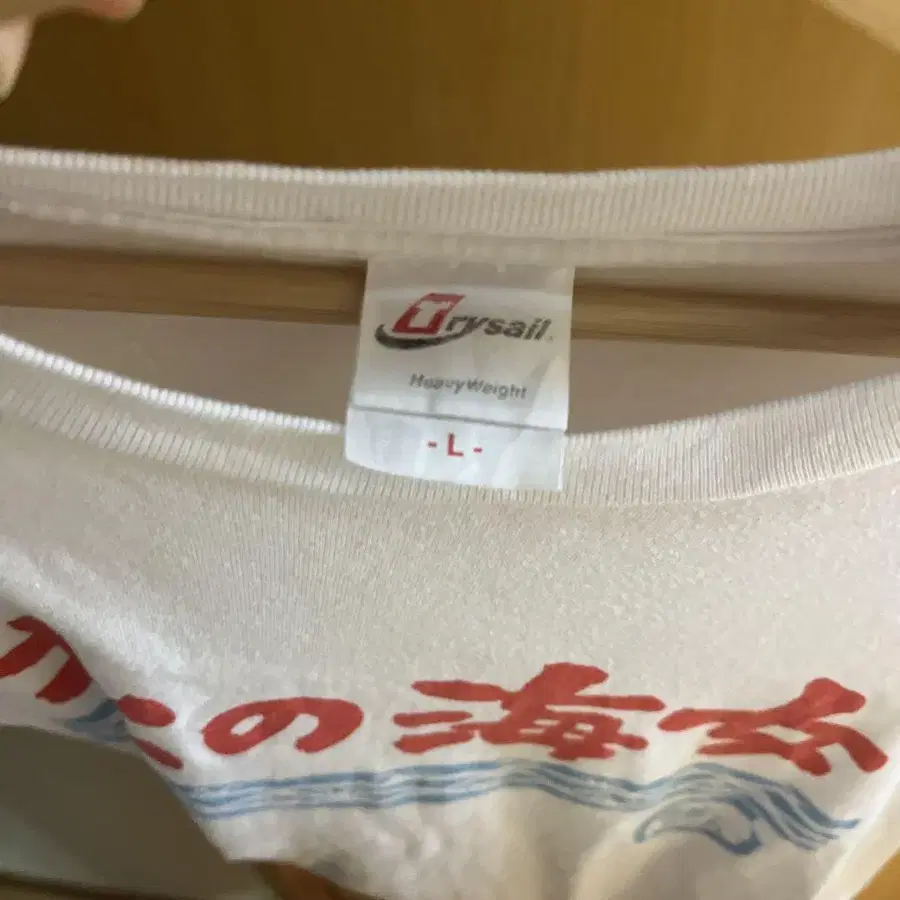 Trysail
HeavyWeight
- L -
の海女